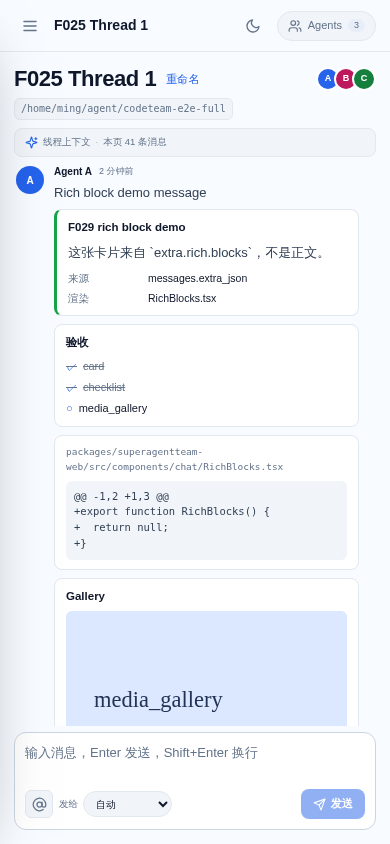 F025 Thread 1
Agents 3
F025 Thread 1 重命名
A B C
/home/ming/agent/codeteam-e2e-full
线程上下文 · 本页 41 条消息
A
Agent A 2 分钟前
Rich block demo message
F029 rich block demo
这张卡片来自 `extra.rich.blocks`，不是正文。
来源 messages.extra_json
渲染 RichBlocks.tsx
验收
card
checklist
media_gallery
packages/superagentteam-
web/src/components/chat/RichBlocks.tsx
@@ -1,2 +1,3 @@
+export function RichBlocks() {
+  return null;
+}
Gallery
media_gallery
输入消息，Enter 发送，Shift+Enter 换行
@ 发给 自动 发送